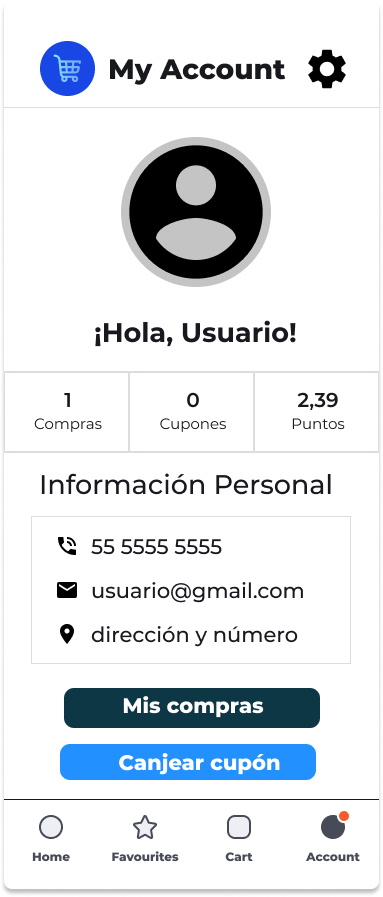 My Account
¡Hola, Usuario!
1 0 2,39
Compras Cupones Puntos
Información Personal
55 5555 5555
usuario@gmail.com
dirección y número
Mis compras
Canjear cupón
Home Favourites Cart Account